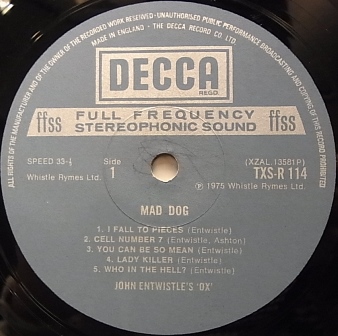 ALL RIGHTS OF THE MANUFACTURER AND OF THE OWNER OF THE RECORDED WORK RESERVED - UNAUTHORISED PUBLIC PERFORMANCE BROADCASTING AND COPYING OF THIS RECORD PROHIBITED
MADE IN ENGLAND - THE DECCA RECORD CO LTD.
DECCA
REGD
ffss FULL FREQUENCY ffss
STEREOPHONIC SOUND
SPEED 33-⅓ Side (XZAL.13581P)
1 TXS-R 114
Whistle Rymes Ltd. ℗ 1975 Whistle Rymes Ltd.
MAD DOG
1. I FALL TO PIECES (Entwistle)
2. CELL NUMBER 7 (Entwistle, Ashton)
3. YOU CAN BE SO MEAN (Entwistle)
4. LADY KILLER (Entwistle)
5. WHO IN THE HELL? (Entwistle)
JOHN ENTWISTLE'S 'OX'